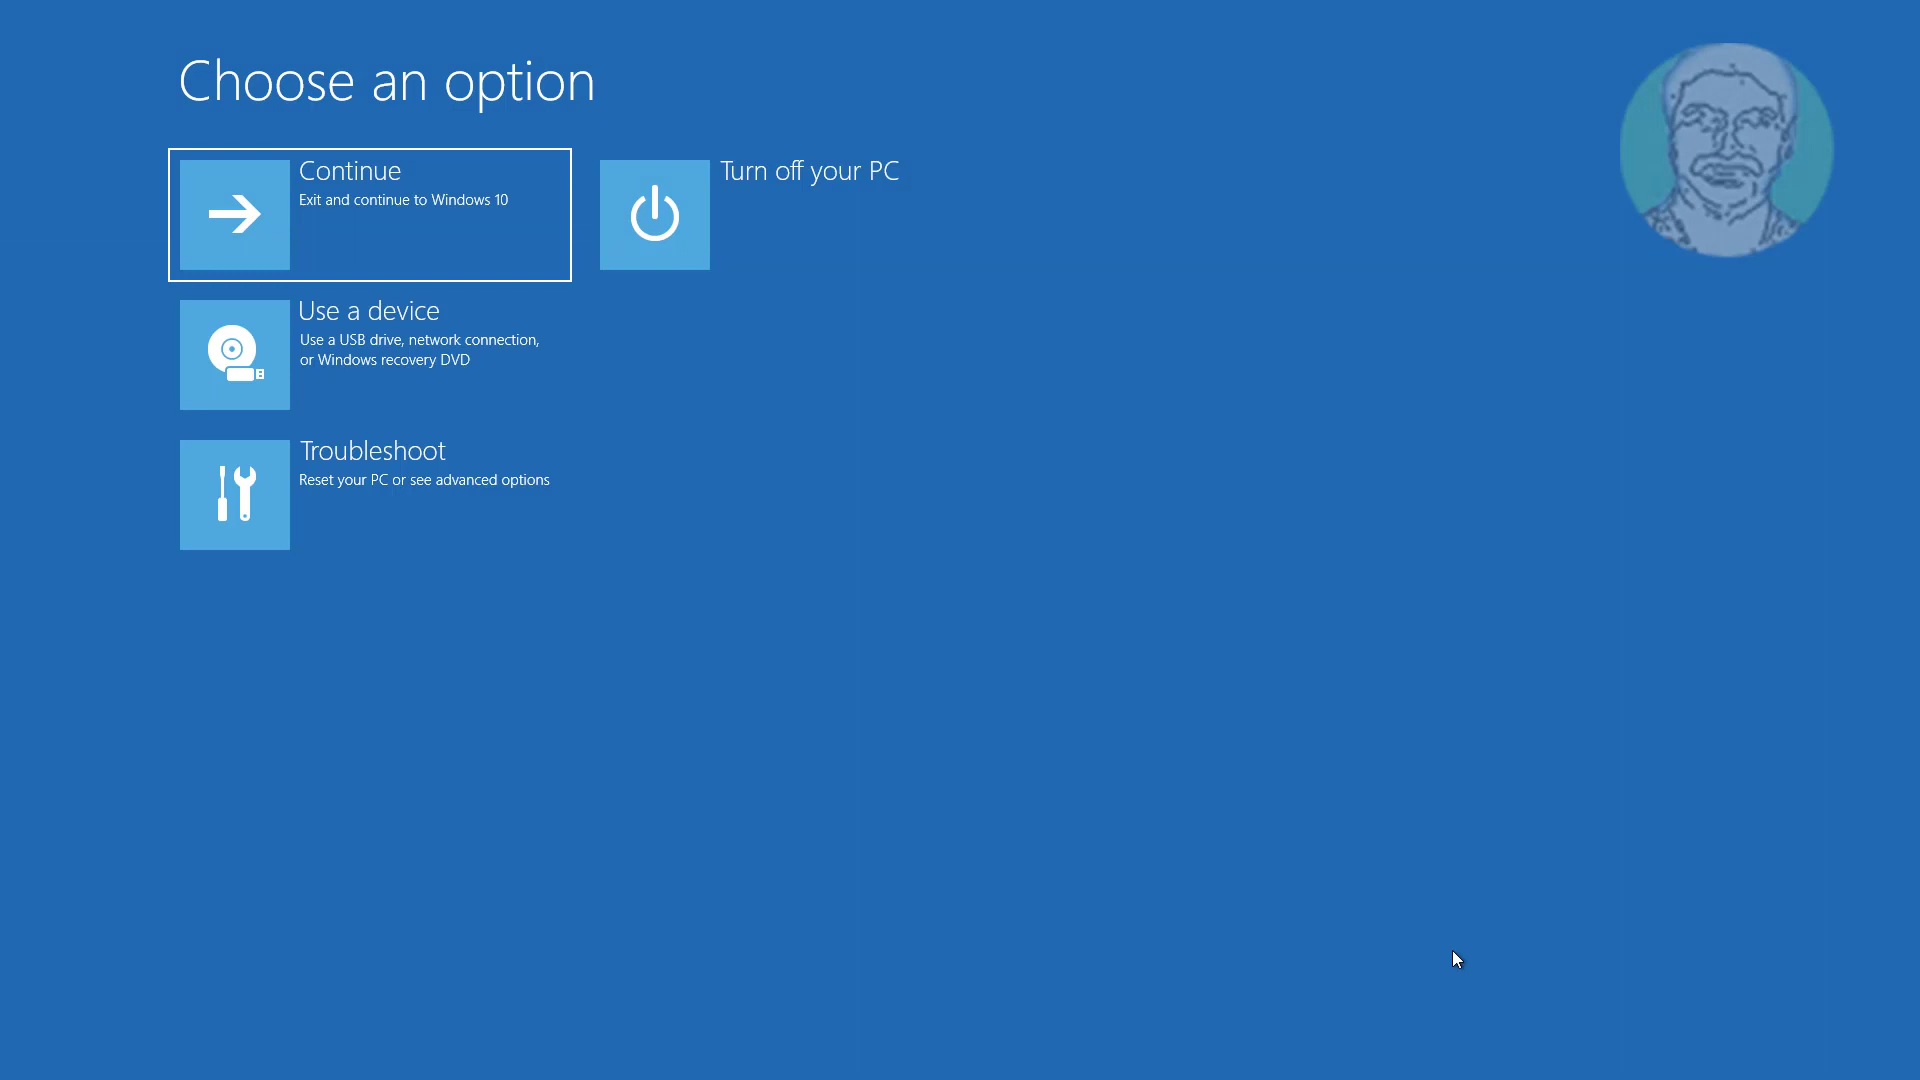 Choose an option
Continue
Exit and continue to Windows 10
Turn off your PC
Use a device
Use a USB drive, network connection,
or Windows recovery DVD
Troubleshoot
Reset your PC or see advanced options